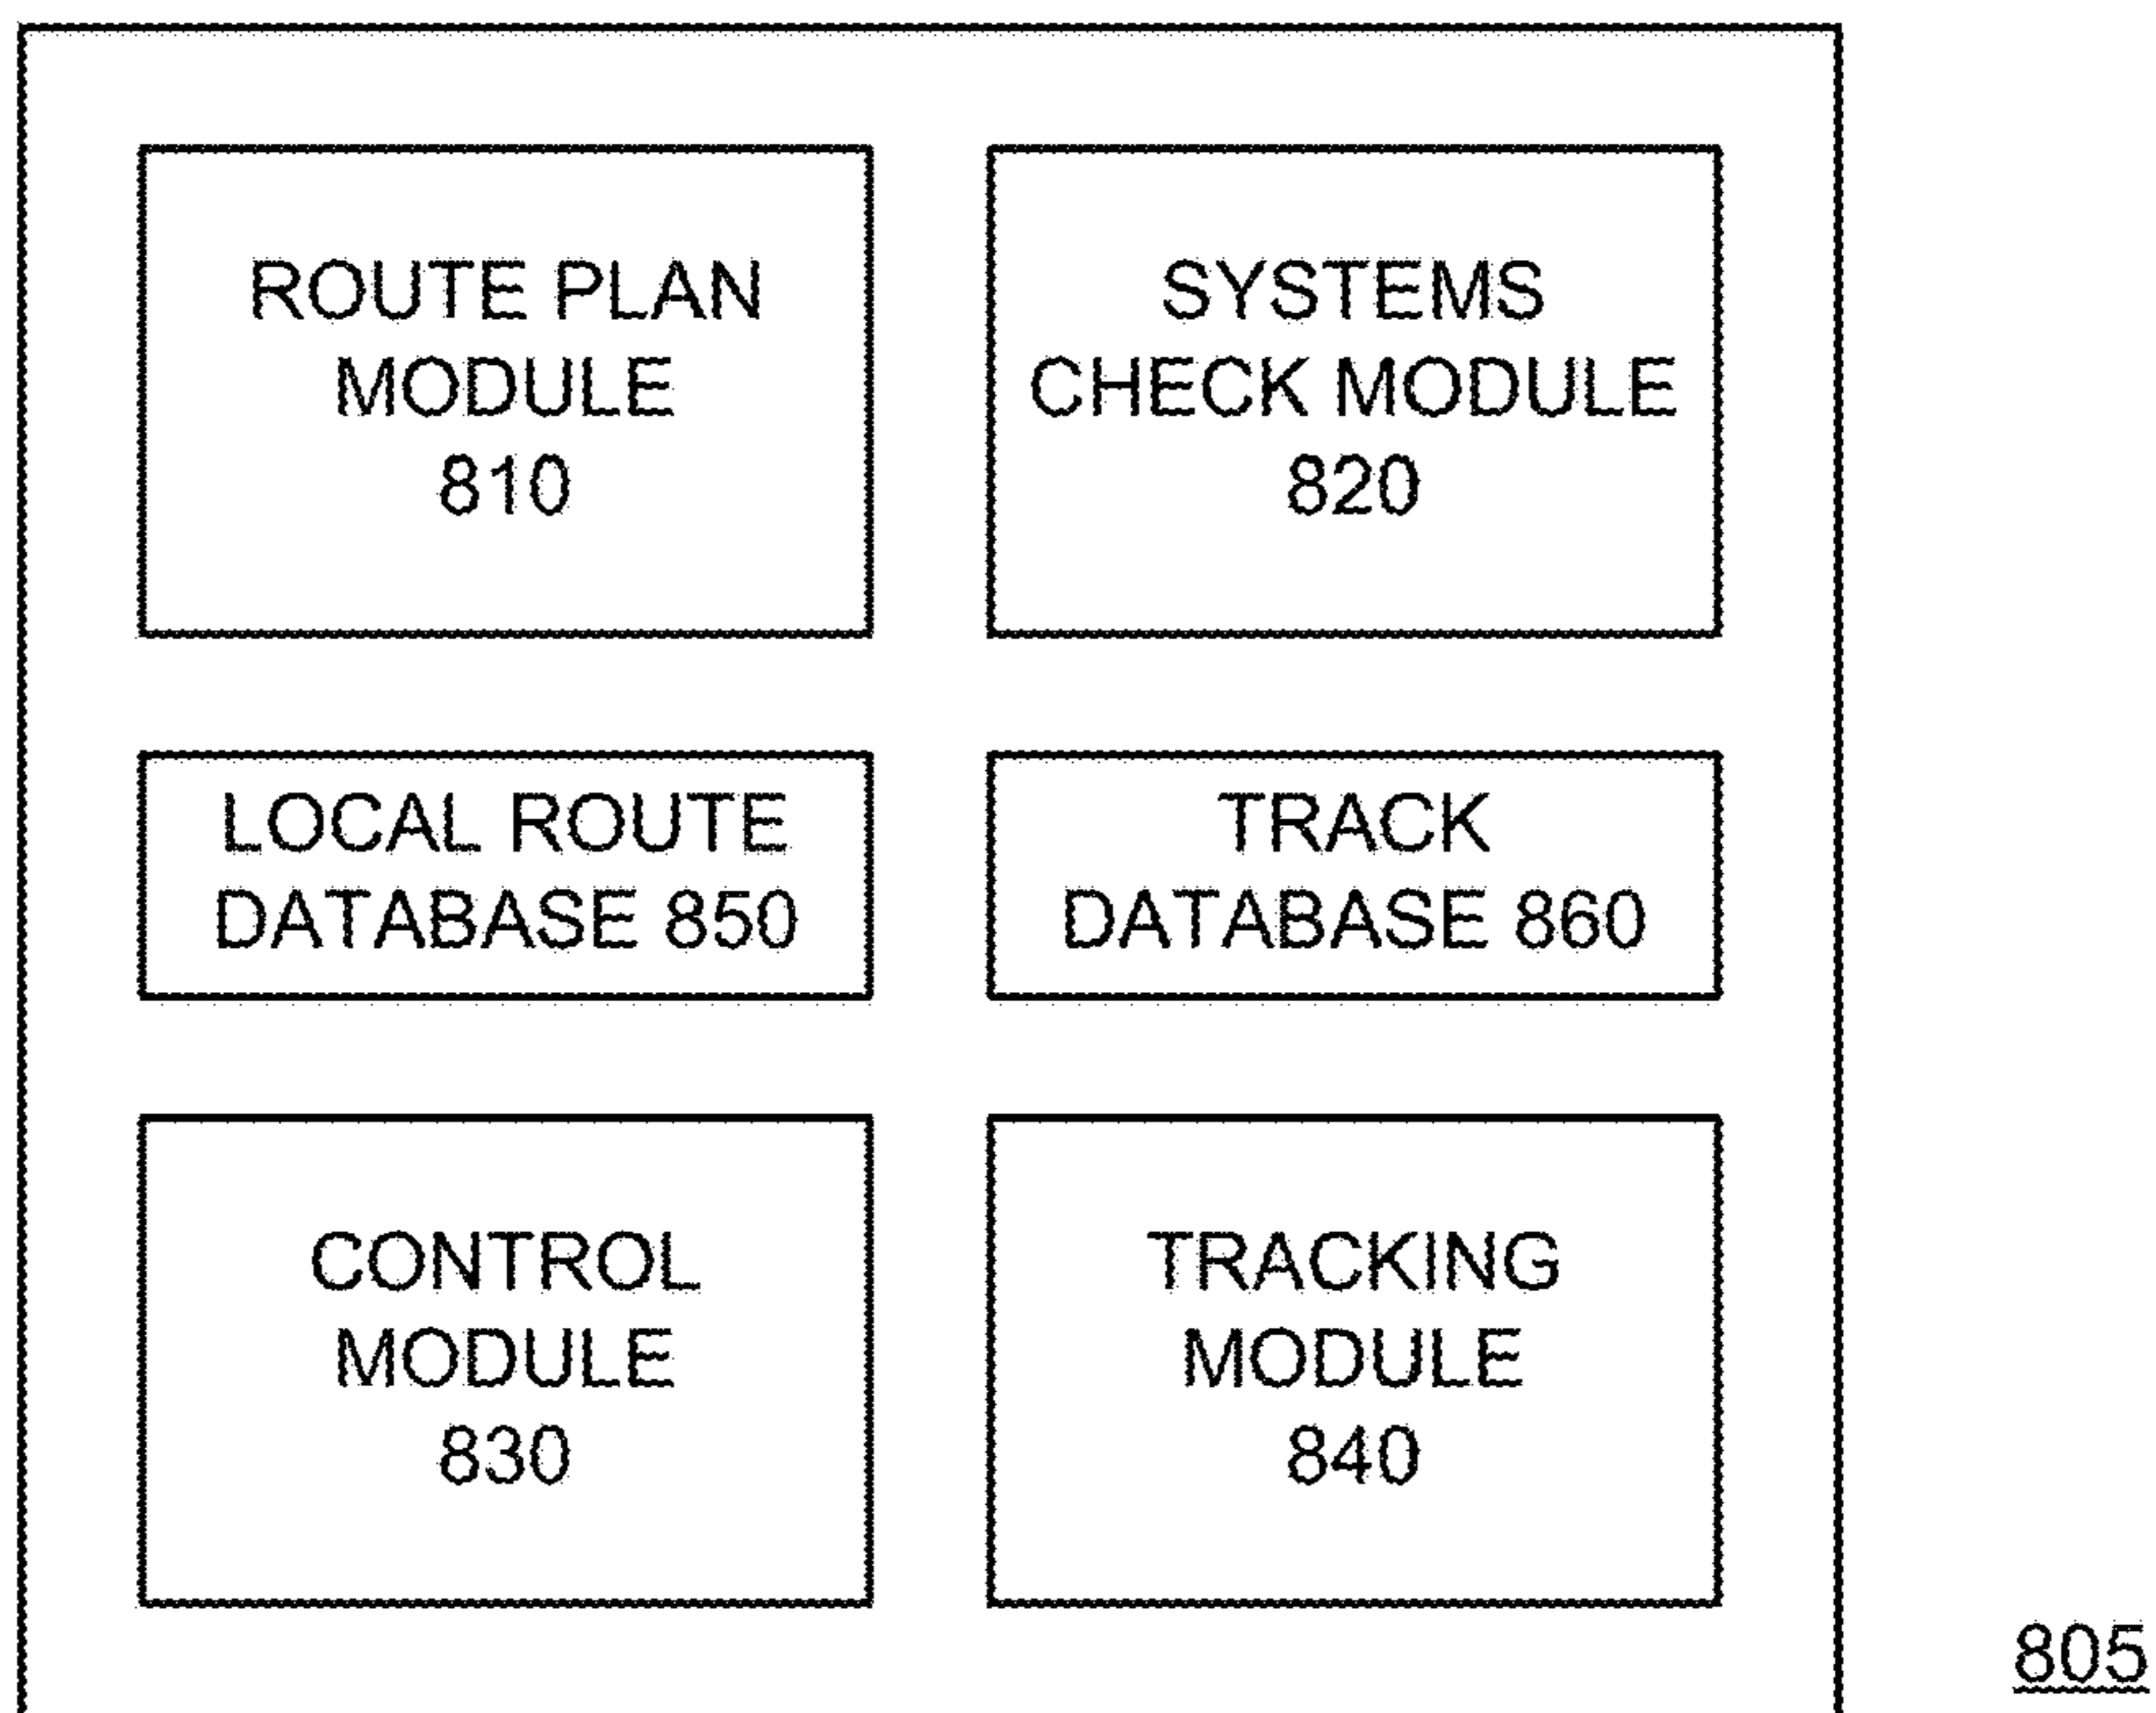 ROUTE PLAN
MODULE
810
SYSTEMS
CHECK MODULE
820
LOCAL ROUTE
DATABASE 850
TRACK
DATABASE 860
CONTROL
MODULE
830
TRACKING
MODULE
840
805